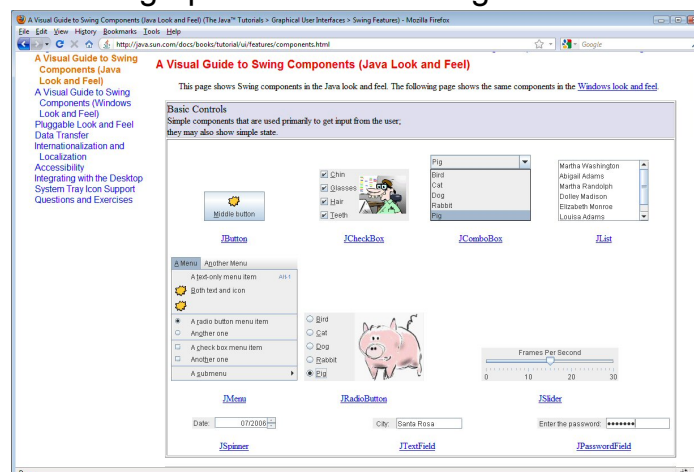 A Visual Guide to Swing Components (Java Look and Feel) (The Java™ Tutorials > Graphical User Interfaces > Swing Features) - Mozilla Firefox
File Edit View History Bookmarks Tools Help
http://java.sun.com/docs/books/tutorial/ui/features/components.html
Google
A Visual Guide to Swing
Components (Java
Look and Feel)
A Visual Guide to Swing
Components (Windows
Look and Feel)
Pluggable Look and Feel
Data Transfer
Internationalization and
Localization
Accessibility
Integrating with the Desktop
System Tray Icon Support
Questions and Exercises
A Visual Guide to Swing Components (Java Look and Feel)
This page shows Swing components in the Java look and feel. The following page shows the same components in the Windows look and feel.
Basic Controls
Simple components that are used primarily to get input from the user;
they may also show simple state.
Middle button
JButton
Chin
Glasses
Hair
Teeth
JCheckBox
Pig
Bird
Cat
Dog
Rabbit
Pig
JComboBox
Martha Washington
Abigail Adams
Martha Randolph
Dolley Madison
Elizabeth Monroe
Louisa Adams
JList
A Menu Another Menu
A text-only menu item Alt-1
Both text and icon
A radio button menu item
Another one
A check box menu item
Another one
A submenu
JMenu
Bird
Cat
Dog
Rabbit
Pig
JRadioButton
Frames Per Second
0 10 20 30
JSlider
Date: 07/2006
JSpinner
City: Santa Rosa
JTextField
Enter the password: •••••••
JPasswordField